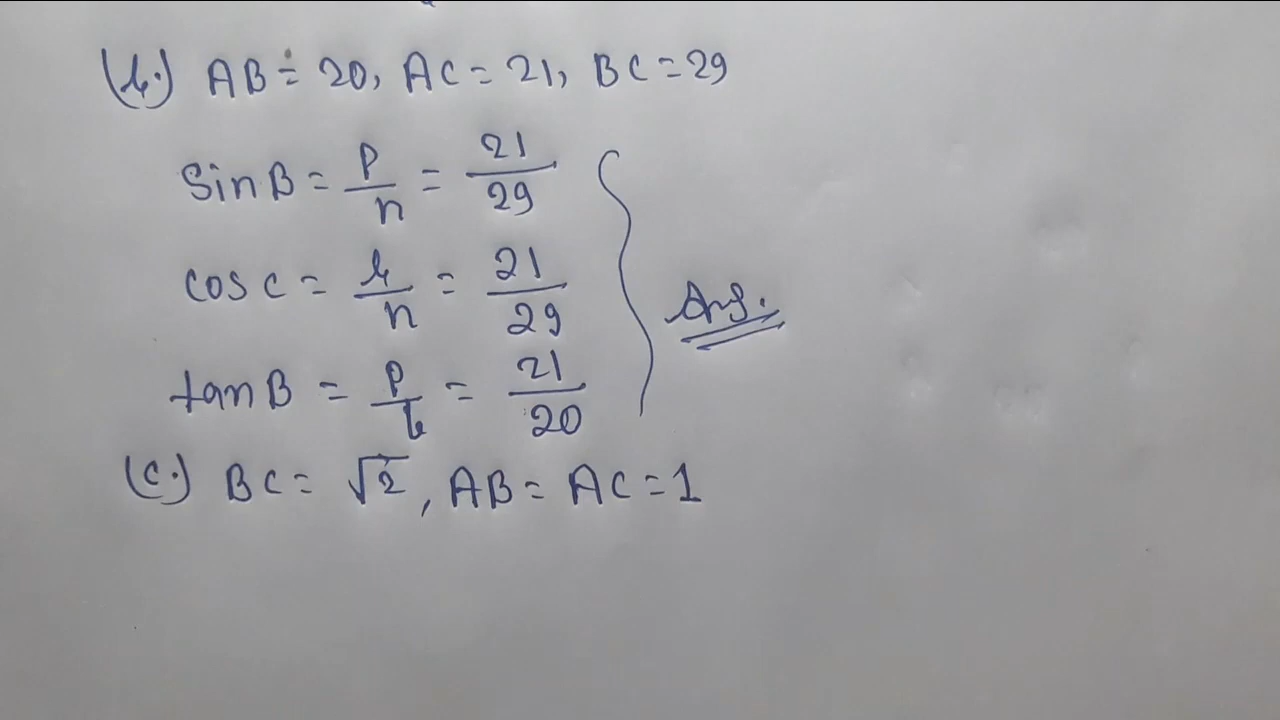 (b.) AB = 20, AC = 21, BC = 29
Sin B = P/h = 21/29
cos c = b/h = 21/29
tan B = P/b = 21/20
Ans.
(c.) BC = √2, AB = AC = 1